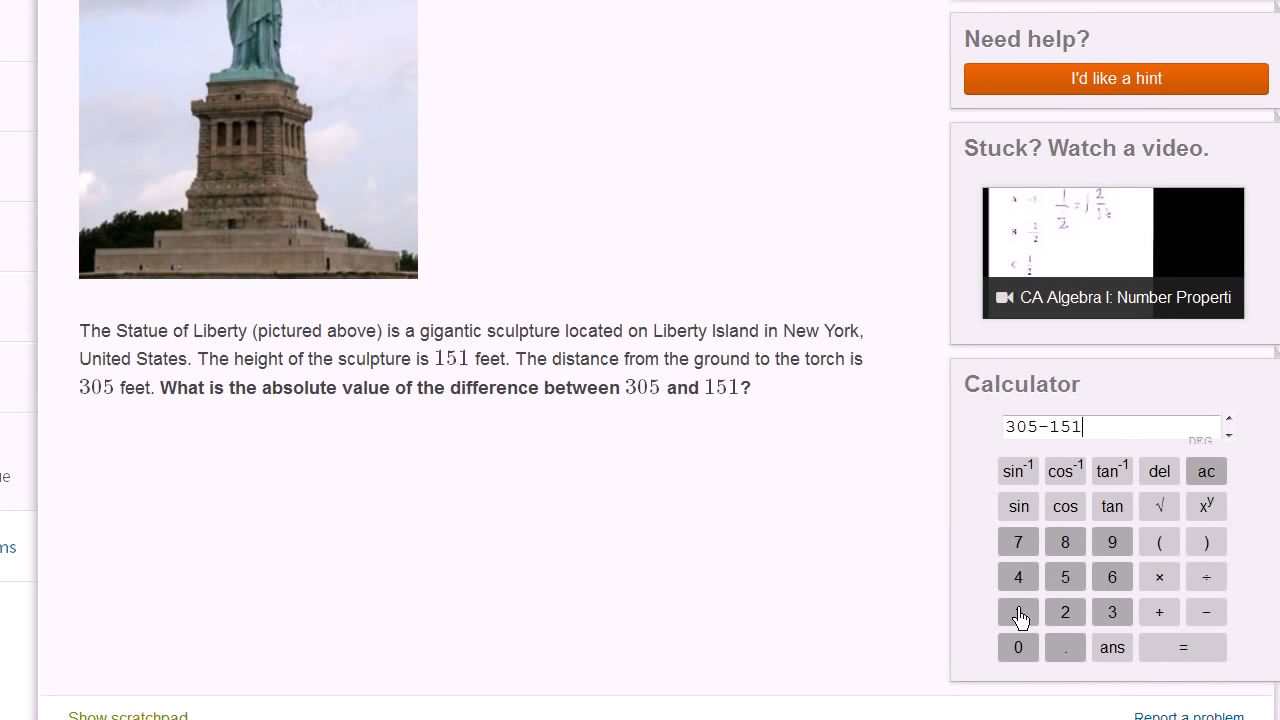 Need help?
I'd like a hint
Stuck? Watch a video.
CA Algebra I: Number Properti
The Statue of Liberty (pictured above) is a gigantic sculpture located on Liberty Island in New York,
United States. The height of the sculpture is 151 feet. The distance from the ground to the torch is
305 feet. What is the absolute value of the difference between 305 and 151?
Calculator
305-151
DEG
sin-1 cos-1 tan-1 del ac
sin cos tan √ xy
7 8 9 ( )
4 5 6 × ÷
2 3 + −
0 . ans =
ue
ms
Show scratchpad
Report a problem